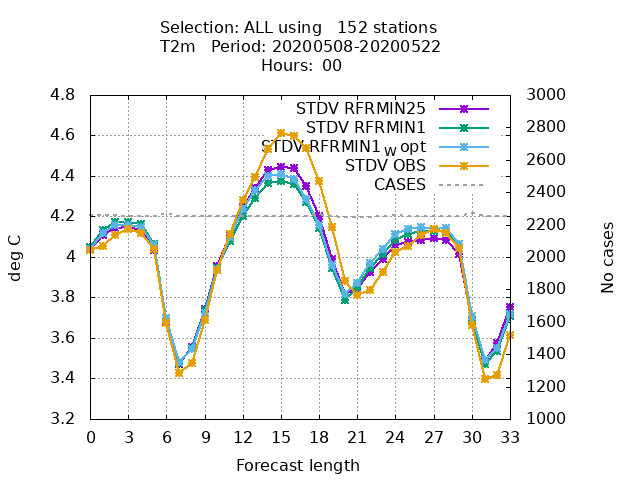 Selection: ALL using   152 stations
T2m   Period: 20200508-20200522
Hours: 00
STDV RFRMIN25
STDV RFRMIN1
STDV RFRMIN1_W opt
STDV OBS
CASES
4.8
4.6
4.4
4.2
4
3.8
3.6
3.4
3.2
deg C
3000
2800
2600
2400
2200
2000
1800
1600
1400
1200
1000
No cases
0 3 6 9 12 15 18 21 24 27 30 33
Forecast length